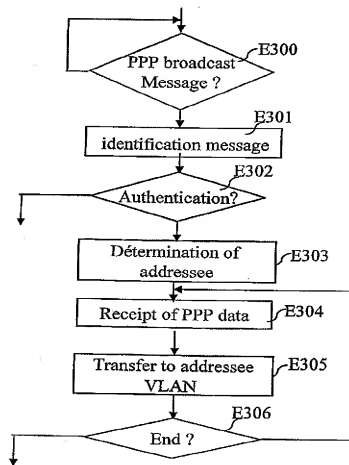 E300
PPP broadcast
Message ?
E301
identification message
E302
Authentication?
Détermination of
addressee
E303
Receipt of PPP data
E304
Transfer to addressee
VLAN
E305
E306
End ?